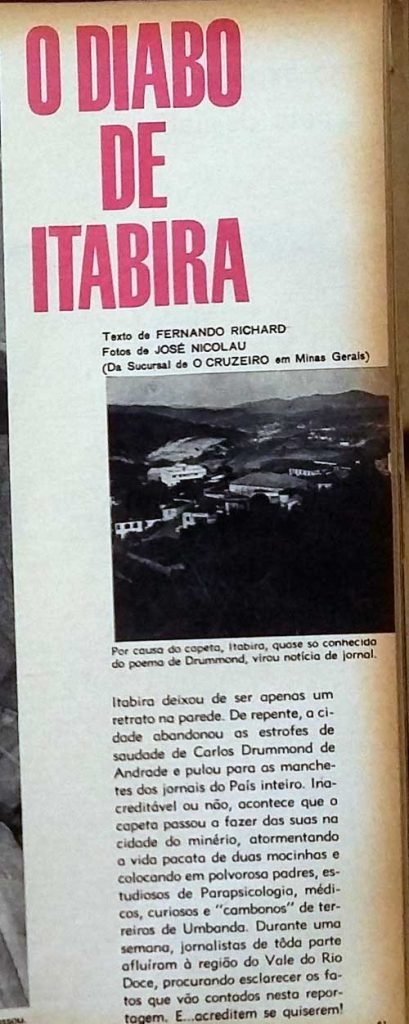 O DIABO
DE
ITABIRA
Texto de FERNANDO RICHARD
Fotos de JOSÉ NICOLAU
(Da Sucursal de O CRUZEIRO em Minas Gerais)
Por causa do capeta, Itabira, quase só conhecida
do poema de Drummond, virou notícia de jornal.
Itabira deixou de ser apenas um
retrato na parede. De repente, a ci-
dade abandonou as estrofes de
saudade de Carlos Drummond de
Andrade e pulou para as manche-
tes dos jornais do País inteiro. Ina-
creditável ou não, acontece que o
capeta passou a fazer das suas na
cidade do minério, atormentando
a vida pacata de duas mocinhas e
colocando em polvorosa padres, es-
tudiosos de Parapsicologia, médi-
cos, curiosos e "cambonos" de ter-
reiros de Umbanda. Durante uma
semana, jornalistas de tôda parte
afluíram à região do Vale do Rio
Doce, procurando esclarecer os fa-
tos que vão contados nesta repor-
tagem. E...acreditem se quiserem!